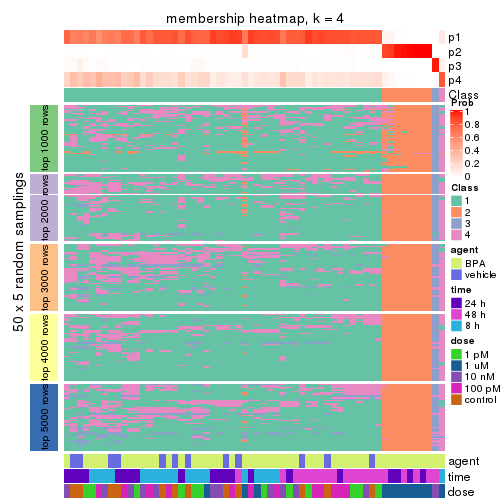 membership heatmap, k = 4
p1
p2
p3
p4
Class
50 x 5 random samplings
top 1000 rows
top 2000 rows
top 3000 rows
top 4000 rows
top 5000 rows
Prob
1
0.8
0.6
0.4
0.2
0
Class
1
2
3
4
agent
BPA
vehicle
time
24 h
48 h
8 h
dose
1 pM
1 uM
10 nM
100 pM
control
agent
time
dose